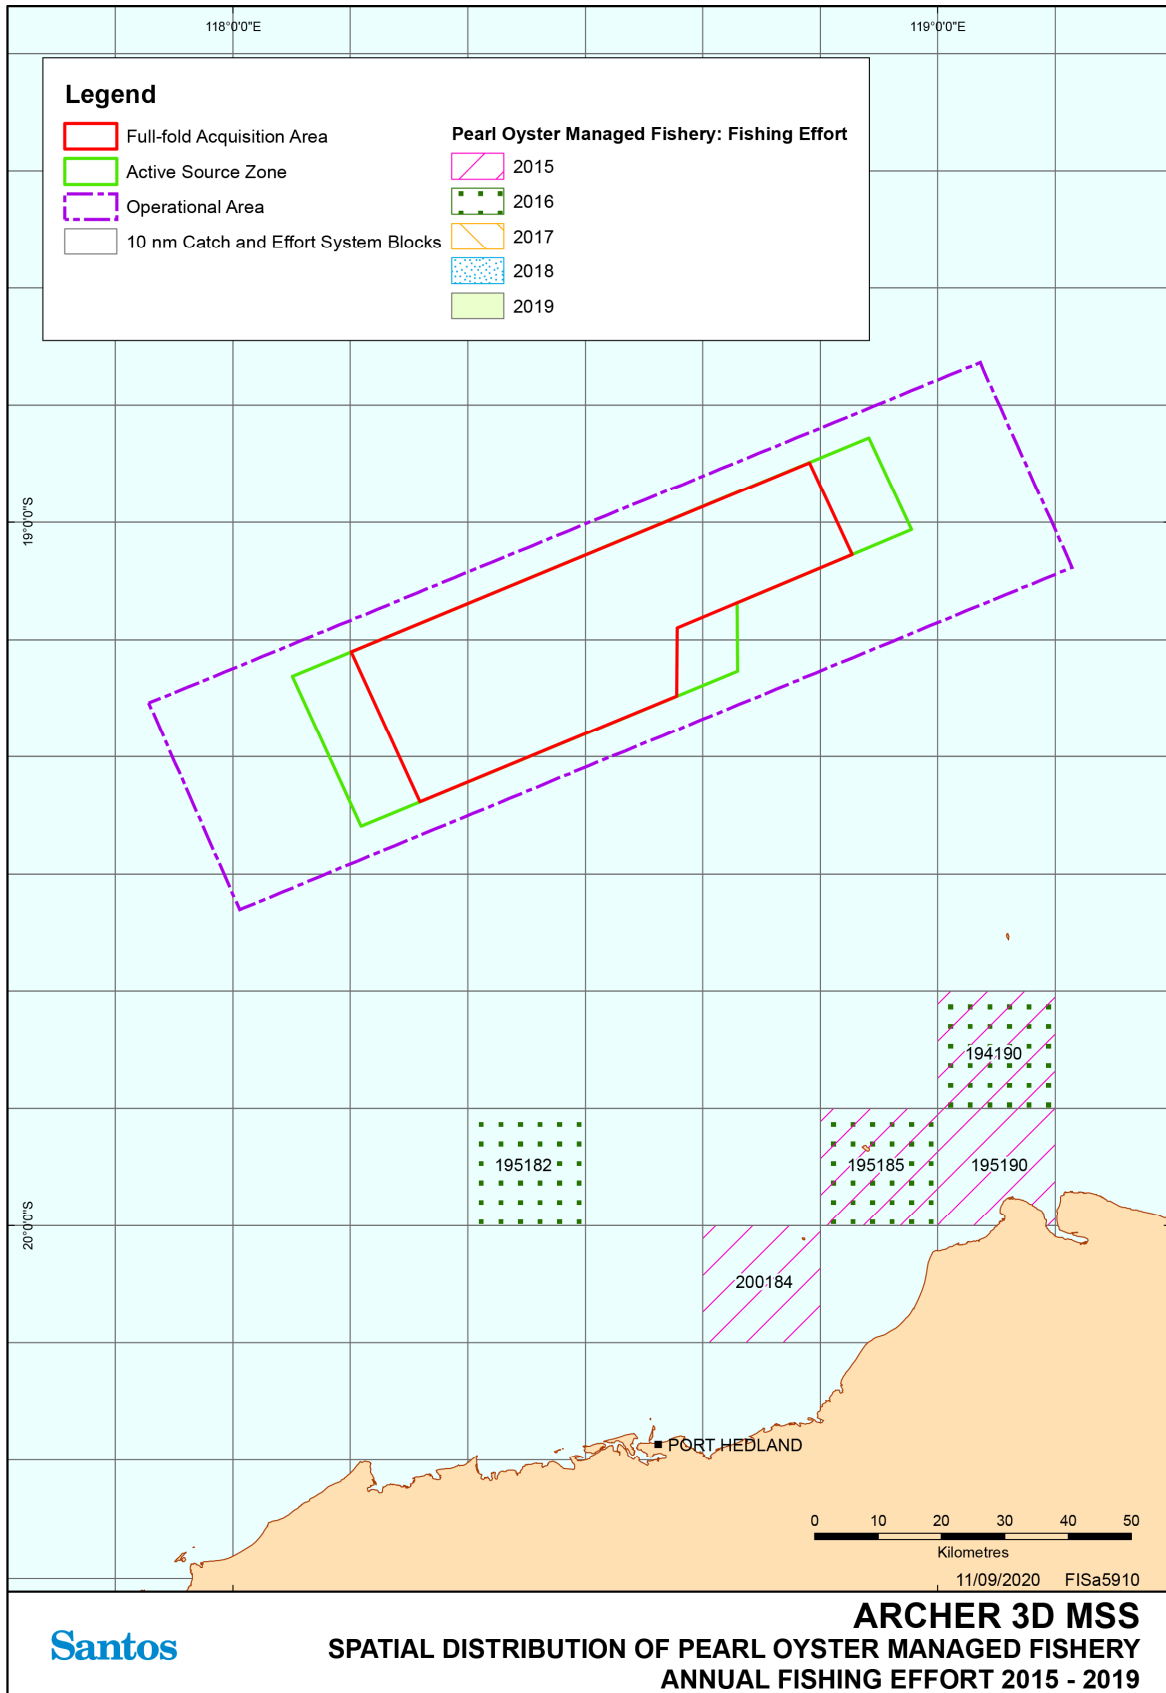 118°0'0"E
119°0'0"E
Legend
Full-fold Acquisition Area
Active Source Zone
Operational Area
10 nm Catch and Effort System Blocks
Pearl Oyster Managed Fishery: Fishing Effort
2015
2016
2017
2018
2019
19°0'0"S
194190
195182
195185
195190
20°0'0"S
200184
PORT HEDLAND
0 10 20 30 40 50
Kilometres
11/09/2020 FISa5910
Santos
ARCHER 3D MSS
SPATIAL DISTRIBUTION OF PEARL OYSTER MANAGED FISHERY
ANNUAL FISHING EFFORT 2015 - 2019